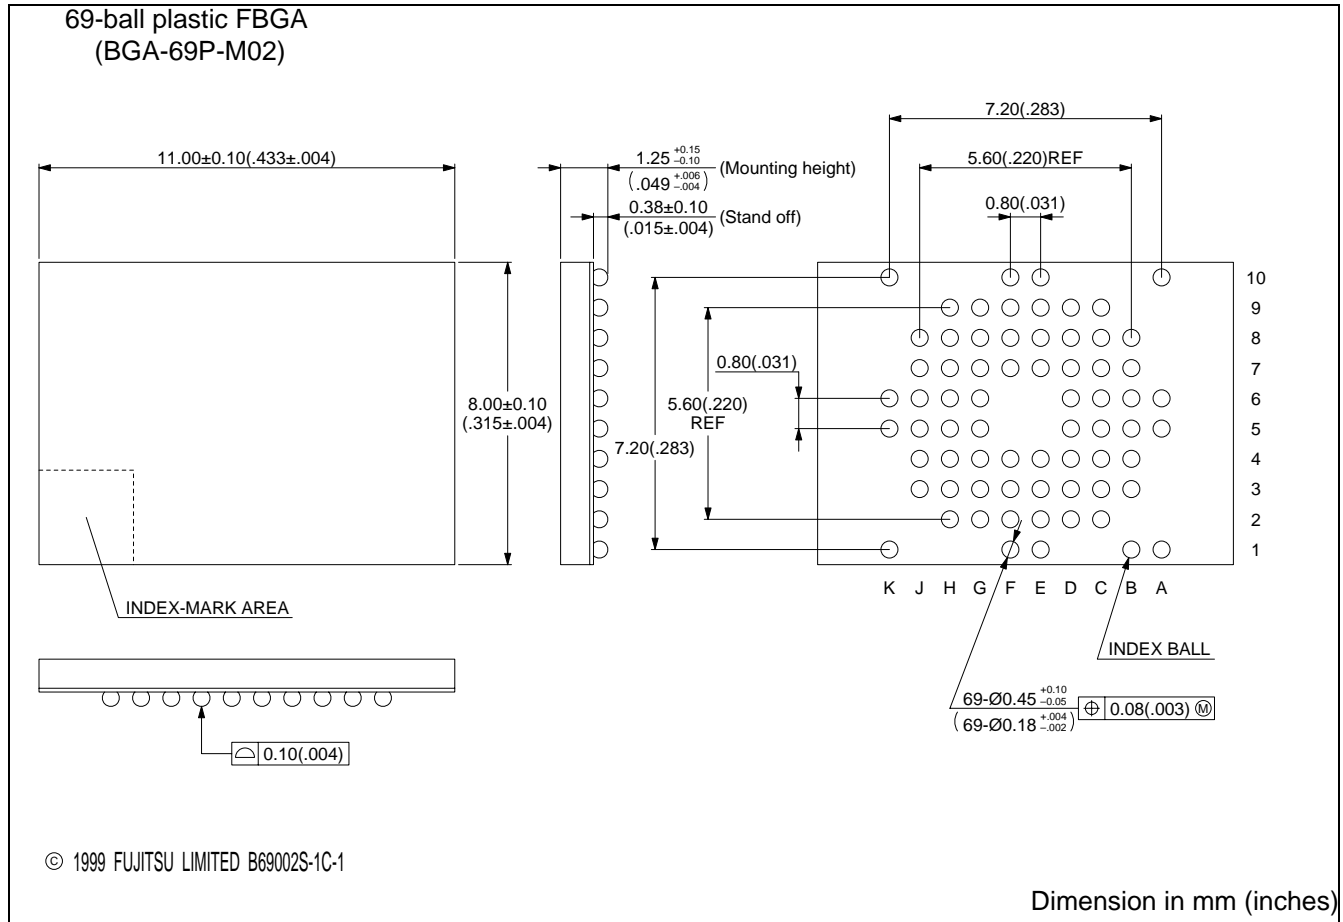 69-ball plastic FBGA
(BGA-69P-M02)
11.00±0.10(.433±.004)
1.25 +0.15 −0.10 (Mounting height)
(.049 +.006 −.004)
0.38±0.10 (Stand off)
(.015±.004)
7.20(.283)
5.60(.220)REF
0.80(.031)
8.00±0.10
(.315±.004)
0.80(.031)
5.60(.220)
REF
7.20(.283)
10
9
8
7
6
5
4
3
2
1
K J H G F E D C B A
INDEX-MARK AREA
INDEX BALL
69-Ø0.45 +0.10 −0.05 ⌖ 0.08(.003) Ⓜ
(69-Ø0.18 +.004 −.002)
⌓ 0.10(.004)
© 1999 FUJITSU LIMITED B69002S-1C-1
Dimension in mm (inches)